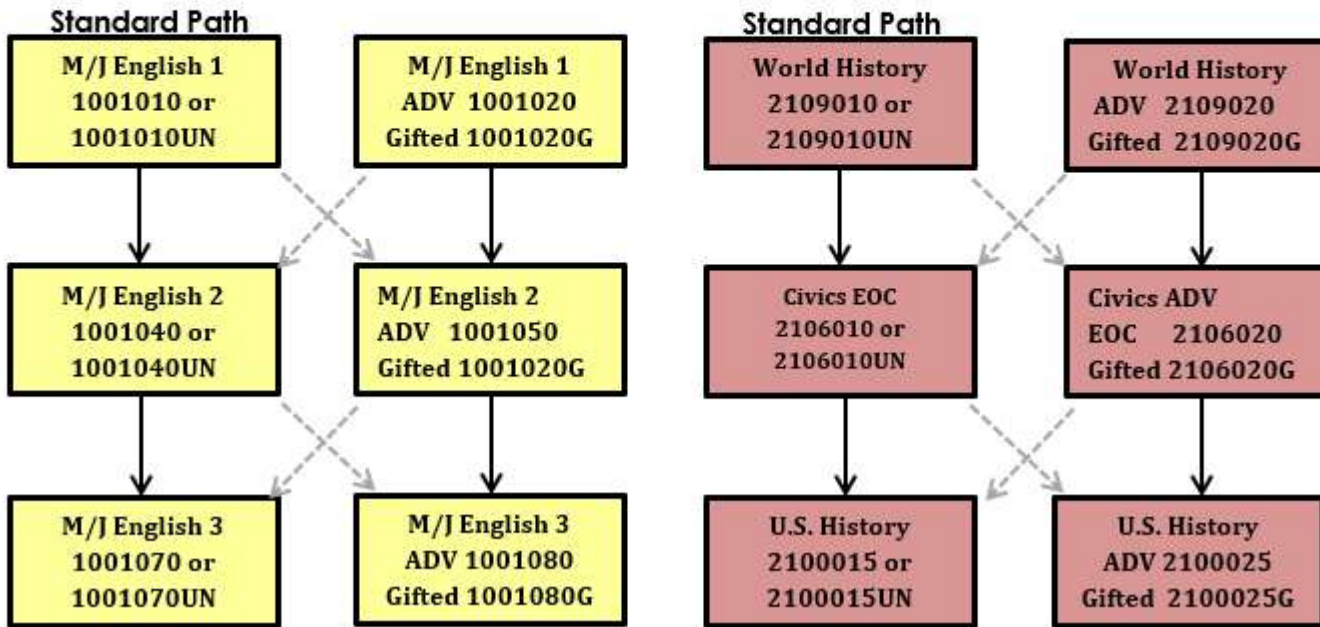 Standard Path
M/J English 1
1001010 or
1001010UN
M/J English 1
ADV 1001020
Gifted 1001020G
M/J English 2
1001040 or
1001040UN
M/J English 2
ADV 1001050
Gifted 1001020G
M/J English 3
1001070 or
1001070UN
M/J English 3
ADV 1001080
Gifted 1001080G
Standard Path
World History
2109010 or
2109010UN
World History
ADV 2109020
Gifted 2109020G
Civics EOC
2106010 or
2106010UN
Civics ADV
EOC 2106020
Gifted 2106020G
U.S. History
2100015 or
2100015UN
U.S. History
ADV 2100025
Gifted 2100025G